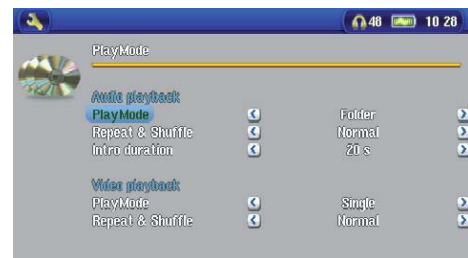 48 10 28
PlayMode
Audio playback
PlayMode Folder
Repeat & Shuffle Normal
Intro duration 20 s
Video playback
PlayMode Single
Repeat & Shuffle Normal